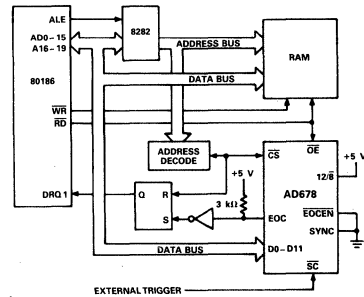 ALE
AD0-15
A16-19
8282
ADDRESS BUS
RAM
80186
DATA BUS
WR
RD
ADDRESS DECODE
CS
OE
+5 V
12/8
+5 V
AD678
DRQ 1
Q
R
S
3 kΩ
EOC
EOCEN
SYNC
DATA BUS
D0-D11
SC
EXTERNAL TRIGGER